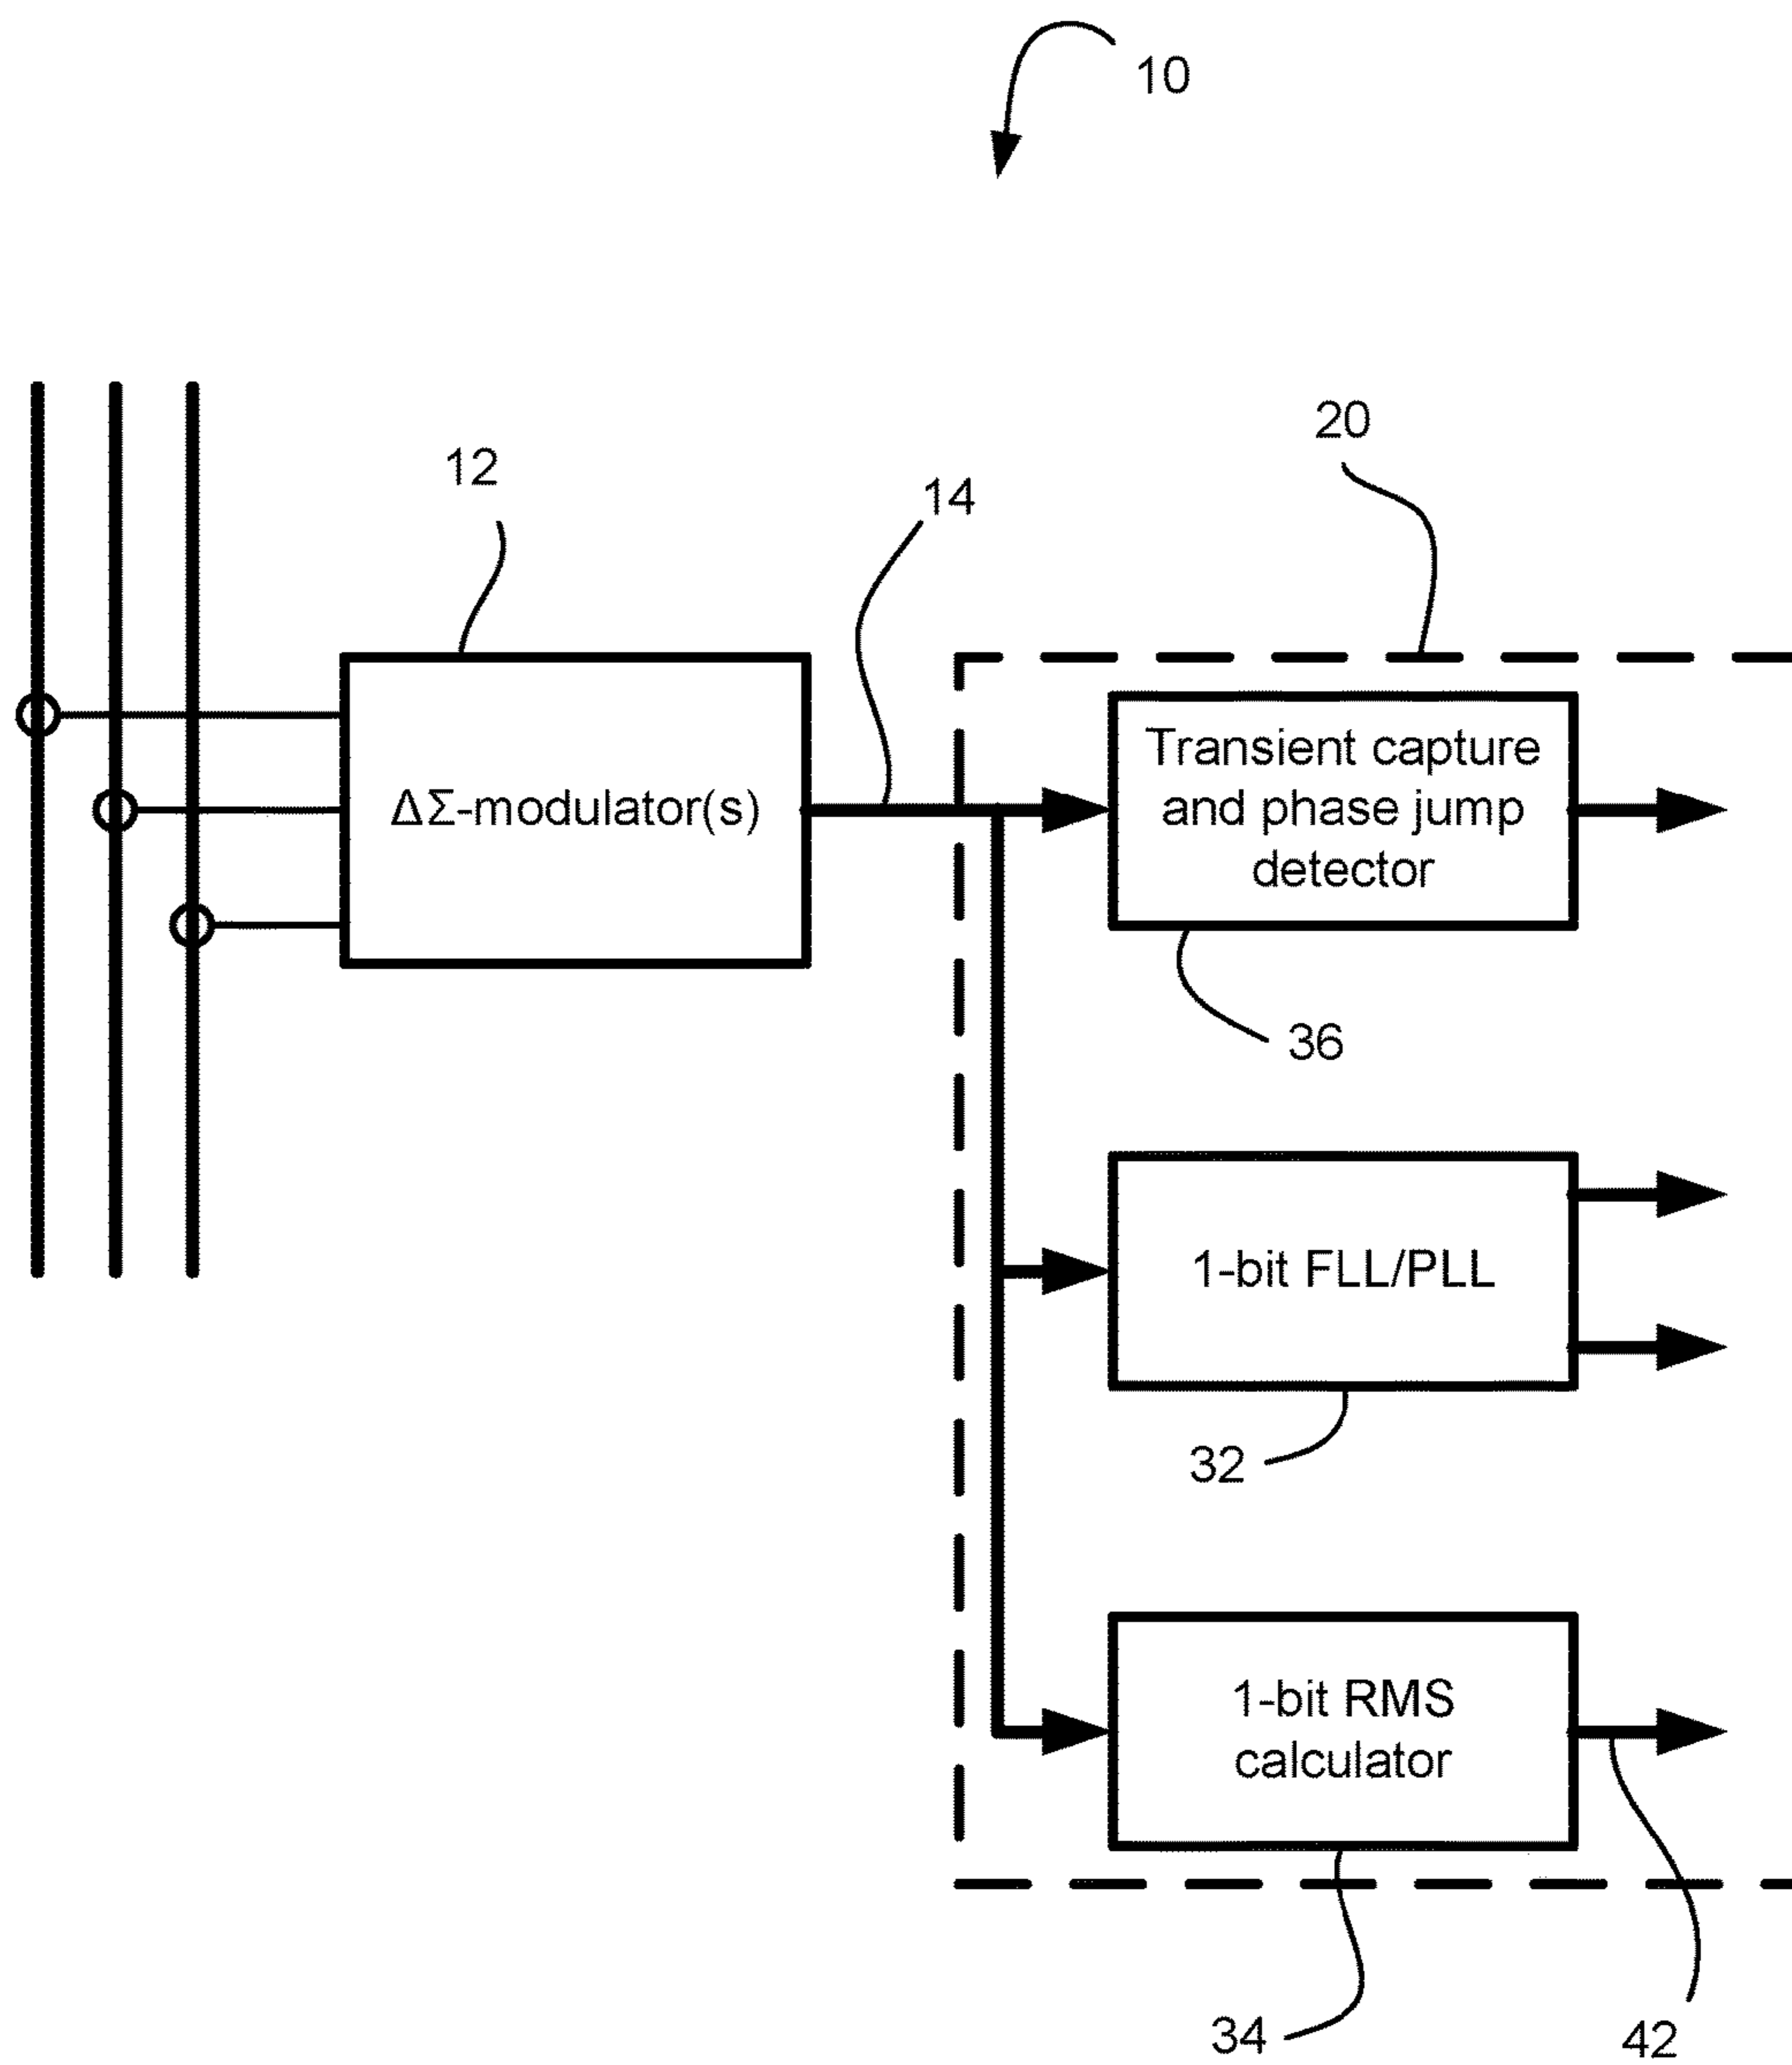 10
20
12
14
Transient capture
and phase jump
detector
ΔΣ-modulator(s)
36
1-bit FLL/PLL
32
1-bit RMS
calculator
34
42